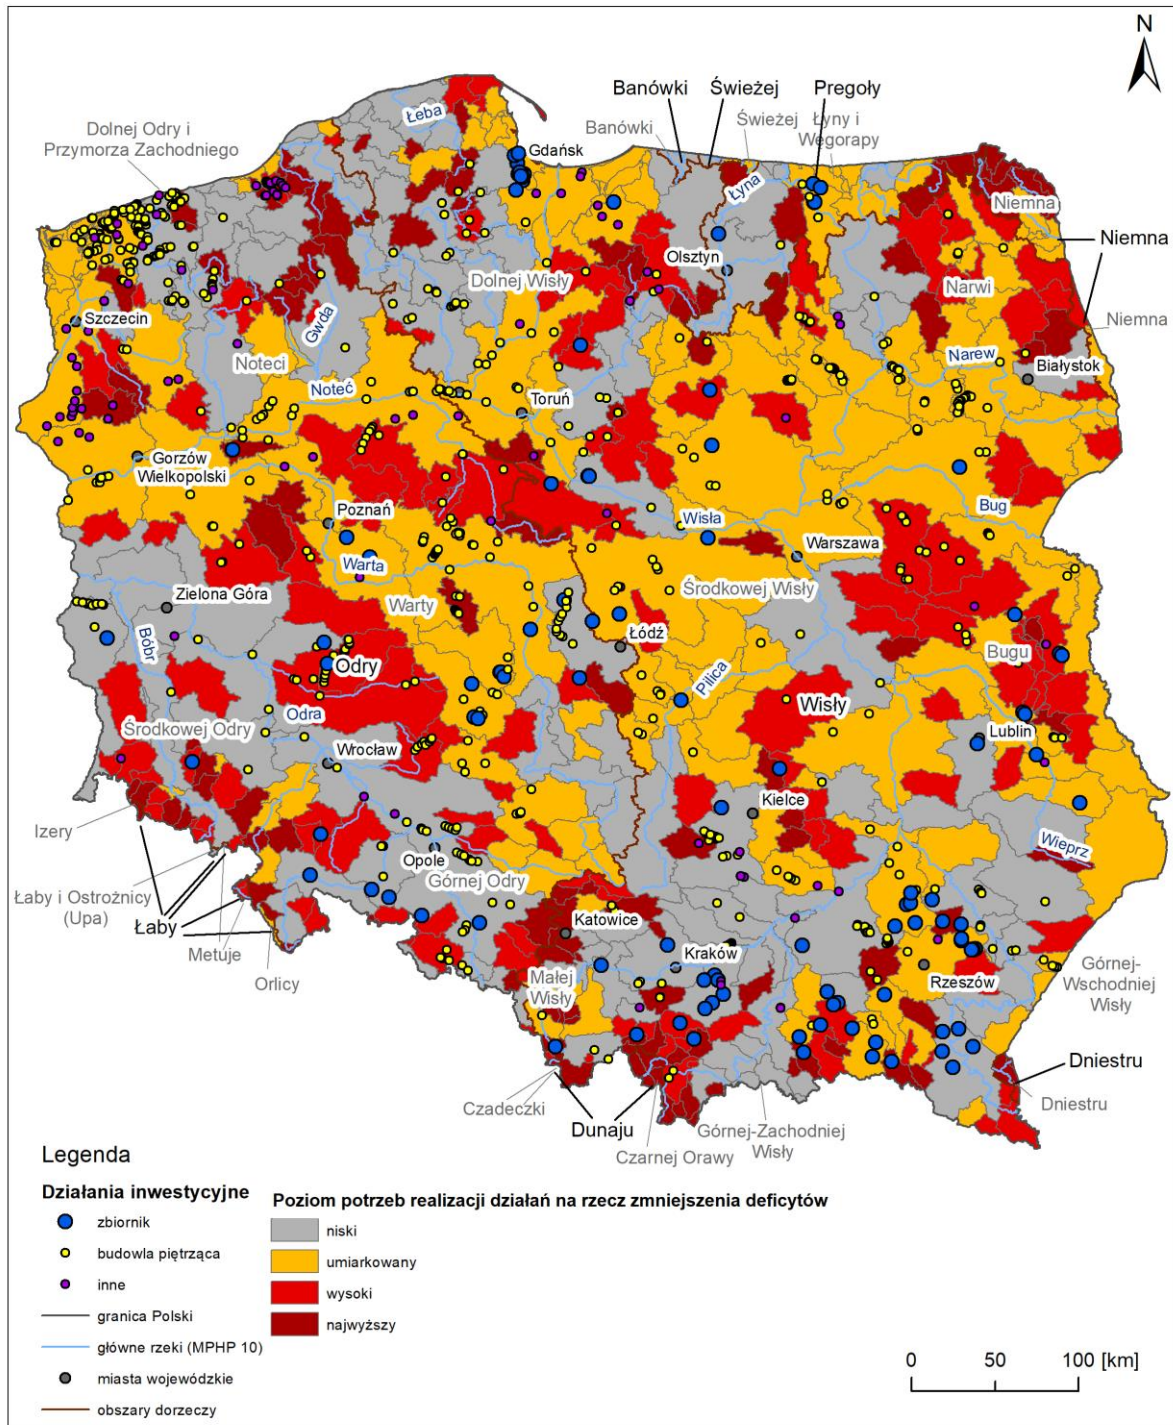 N
Banówki
Świeżej
Pregoły
Banówki
Świeżej
Łyny i
Węgorapy
Dolnej Odry i
Przymorza Zachodniego
Łeba
Gdańsk
Łyna
Niemna
Niemna
Olsztyn
Dolnej Wisły
Narwi
Szczecin
Gwda
Niemna
Noteci
Narew
Białystok
Noteć
Toruń
Gorzów
Wielkopolski
Poznań
Bug
Wisła
Warszawa
Warta
Środkowej Wisły
Zielona Góra
Warty
Bóbr
Łódź
Bugu
Odry
Pilica
Wisły
Odra
Środkowej Odry
Lublin
Wrocław
Kielce
Izery
Wieprz
Opole
Górnej Odry
Łaby i Ostrożnicy
(Upa)
Łaby
Katowice
Metuje
Kraków
Orlicy
Małej
Wisły
Rzeszów
Górnej-
Wschodniej
Wisły
Dniestru
Czadeczki
Dniestru
Dunaju
Górnej-Zachodniej
Wisły
Czarnej Orawy
Legenda
Działania inwestycyjne
zbiornik
budowla piętrząca
inne
granica Polski
główne rzeki (MPHP 10)
miasta wojewódzkie
obszary dorzeczy
Poziom potrzeb realizacji działań na rzecz zmniejszenia deficytów
niski
umiarkowany
wysoki
najwyższy
0 50 100 [km]